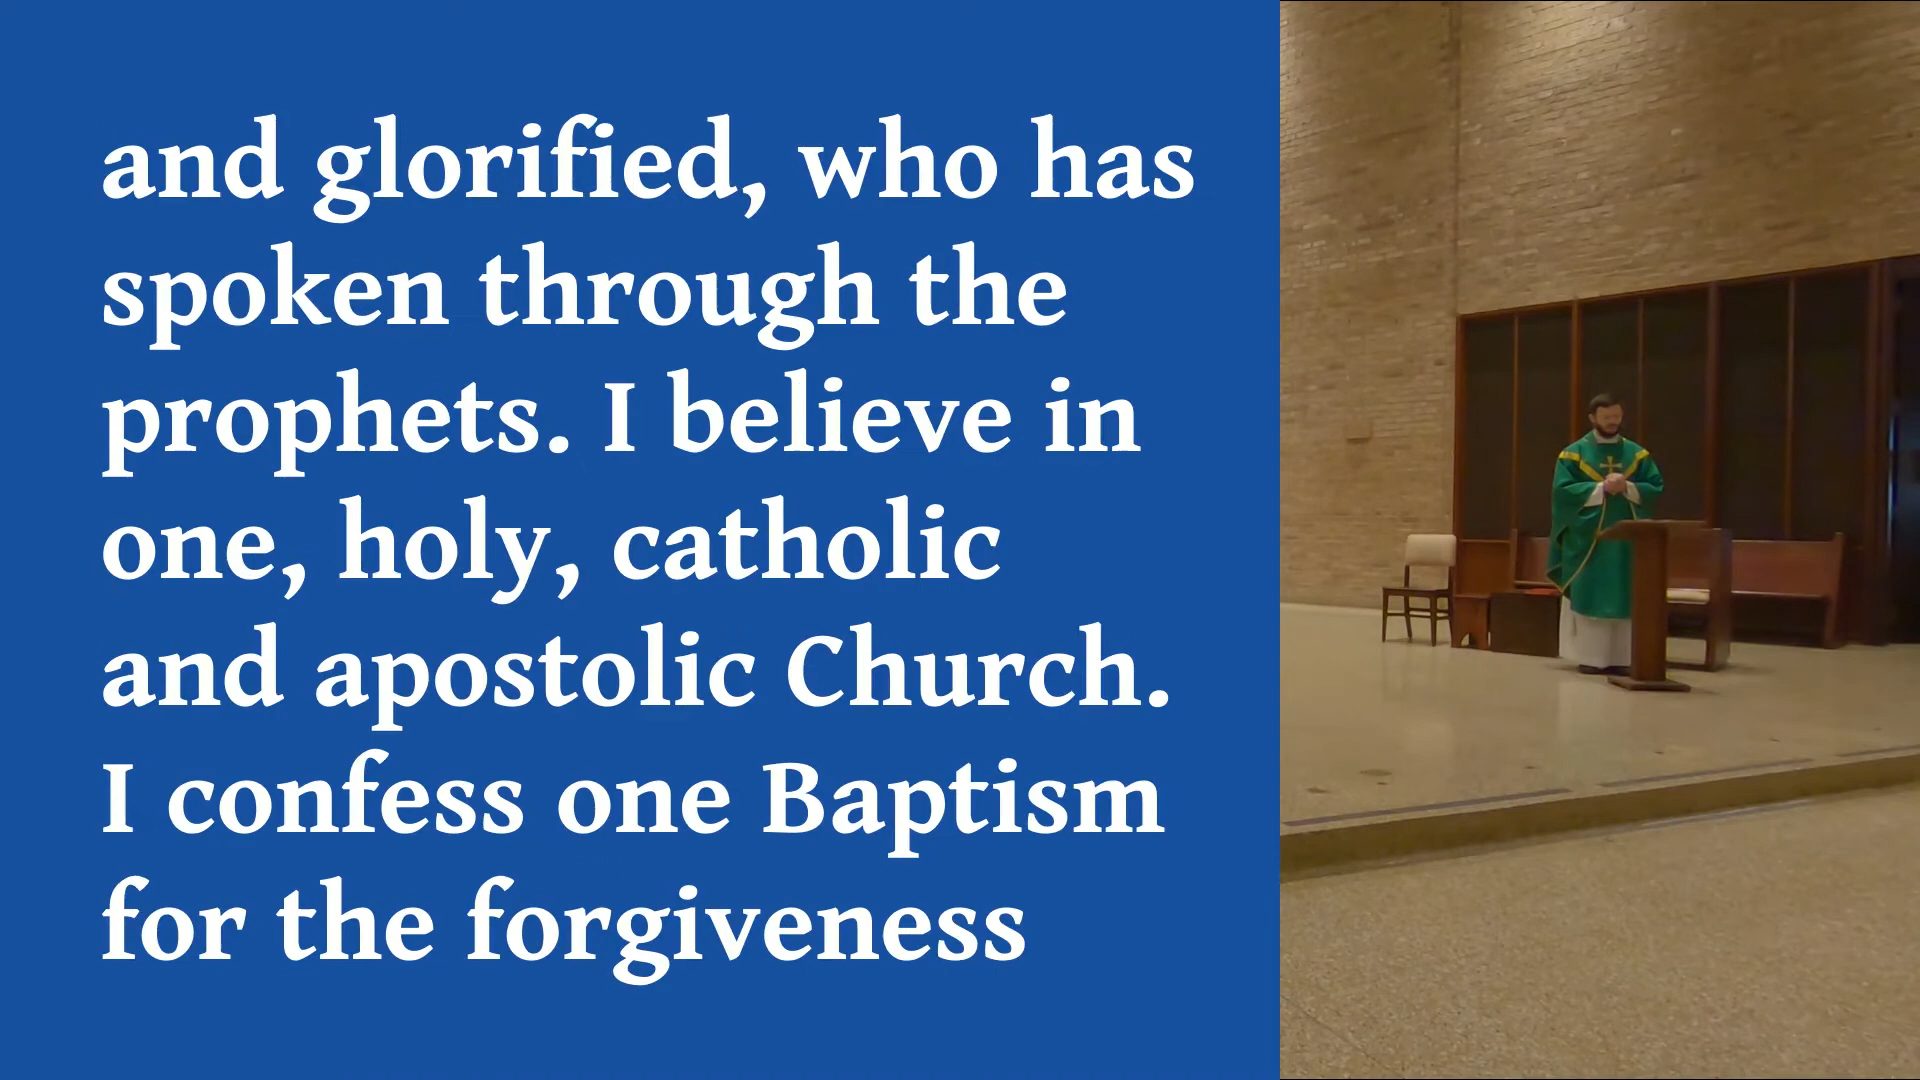 and glorified, who has
spoken through the
prophets. I believe in
one, holy, catholic
and apostolic Church.
I confess one Baptism
for the forgiveness